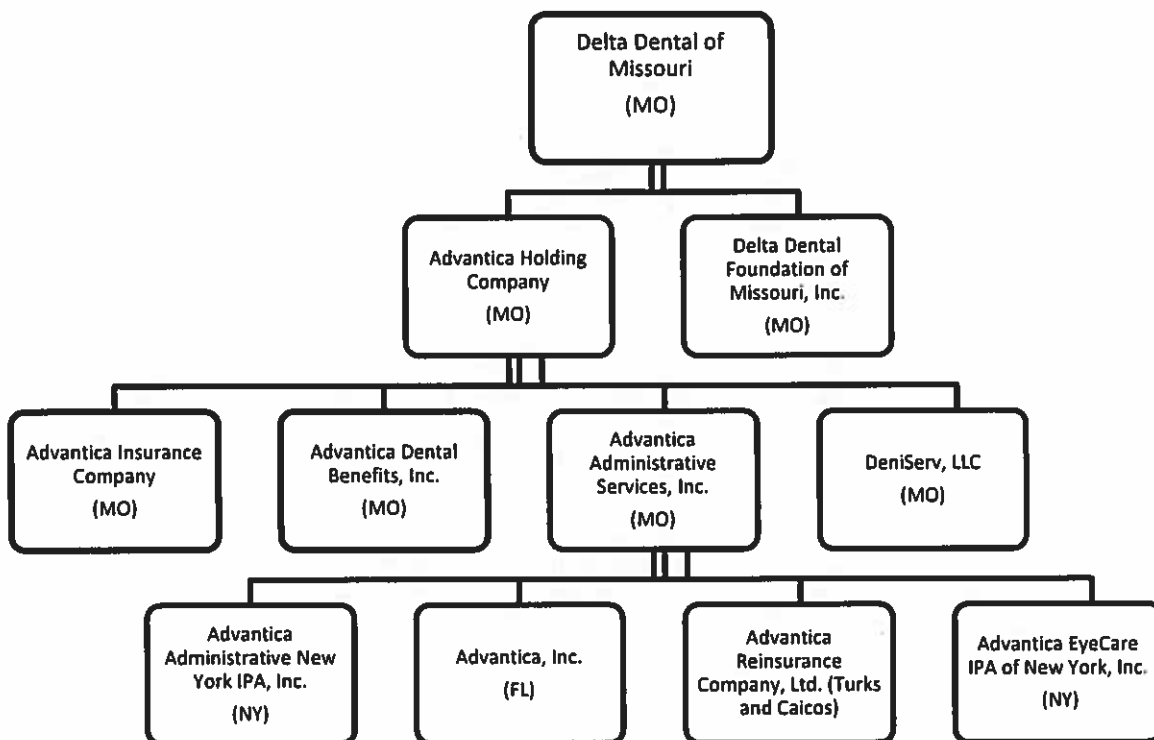 Delta Dental of
Missouri
(MO)
Advantica Holding
Company
(MO)
Delta Dental
Foundation of
Missouri, Inc.
(MO)
Advantica Insurance
Company
(MO)
Advantica Dental
Benefits, Inc.
(MO)
Advantica
Administrative
Services, Inc.
(MO)
DeniServ, LLC
(MO)
Advantica
Administrative New
York IPA, Inc.
(NY)
Advantica, Inc.
(FL)
Advantica
Reinsurance
Company, Ltd. (Turks
and Caicos)
Advantica EyeCare
IPA of New York, Inc.
(NY)